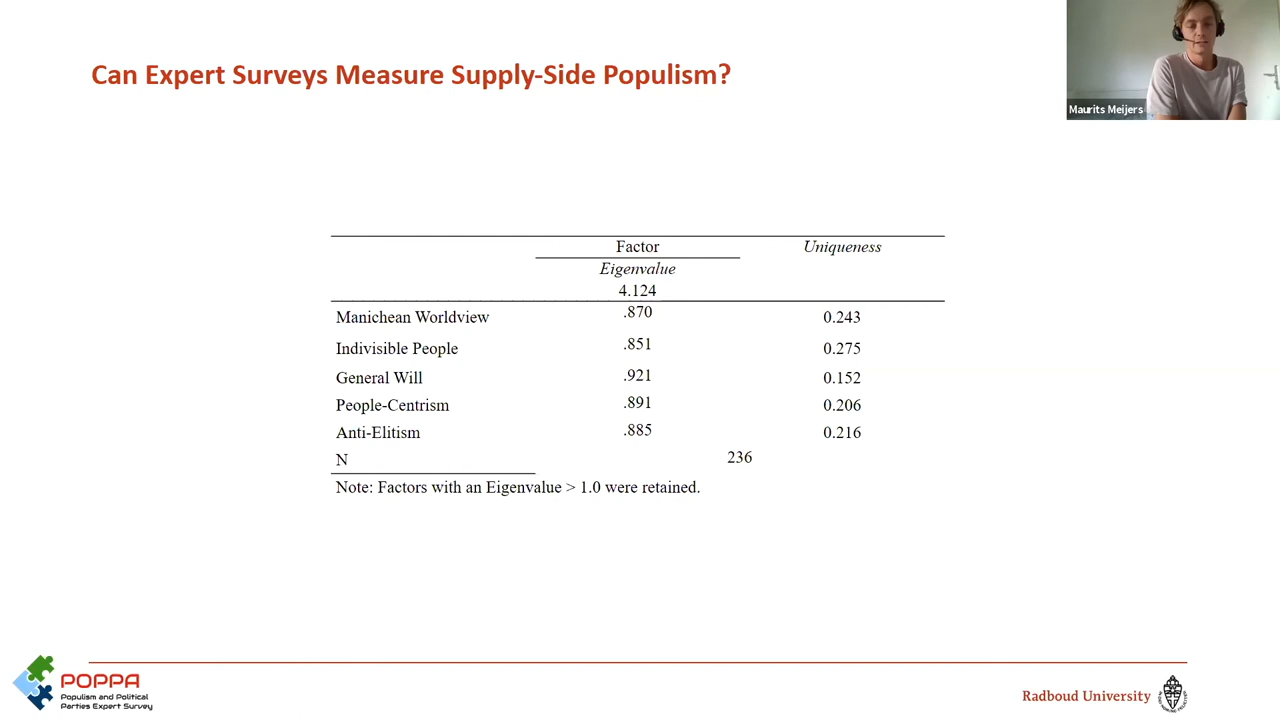 Can Expert Surveys Measure Supply-Side Populism?
Maurits Meijers
Factor Uniqueness
Eigenvalue
4.124
Manichean Worldview .870 0.243
Indivisible People .851 0.275
General Will .921 0.152
People-Centrism .891 0.206
Anti-Elitism .885 0.216
N 236
Note: Factors with an Eigenvalue > 1.0 were retained.
POPPA
Populism and Political
Parties Expert Survey
Radboud University